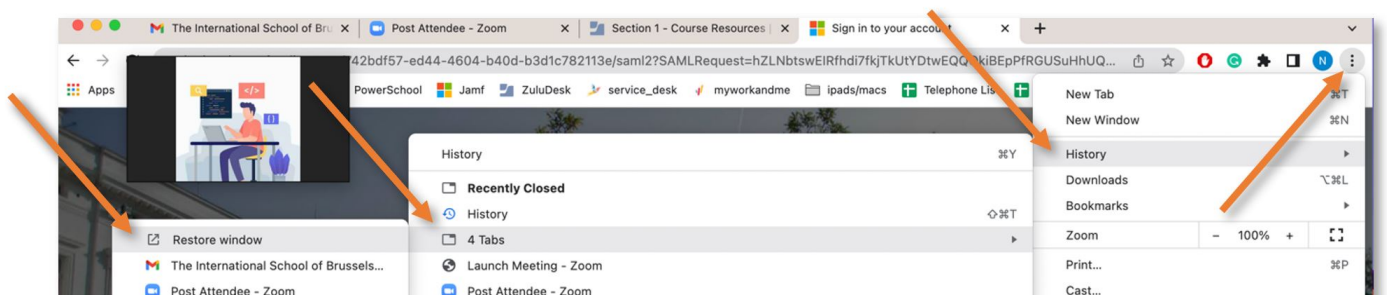 The International School of Bru
Post Attendee - Zoom
Section 1 - Course Resources |
Sign in to your account
42bdf57-ed44-4604-b40d-b3d1c782113e/saml2?SAMLRequest=
Apps
PowerSchool
Jamf
ZuluDesk
service_desk
myworkandme
ipads/macs
Telephone Lis
N
</>
{}
New Tab ⌘T
New Window ⌘N
History
Downloads ⌥⌘L
Bookmarks
Zoom - 100% +
Print... ⌘P
Cast...
History ⌘Y
Recently Closed
History ⇧⌘T
4 Tabs
Launch Meeting - Zoom
Post Attendee - Zoom
Restore window
The International School of Brussels...
Post Attendee - Zoom